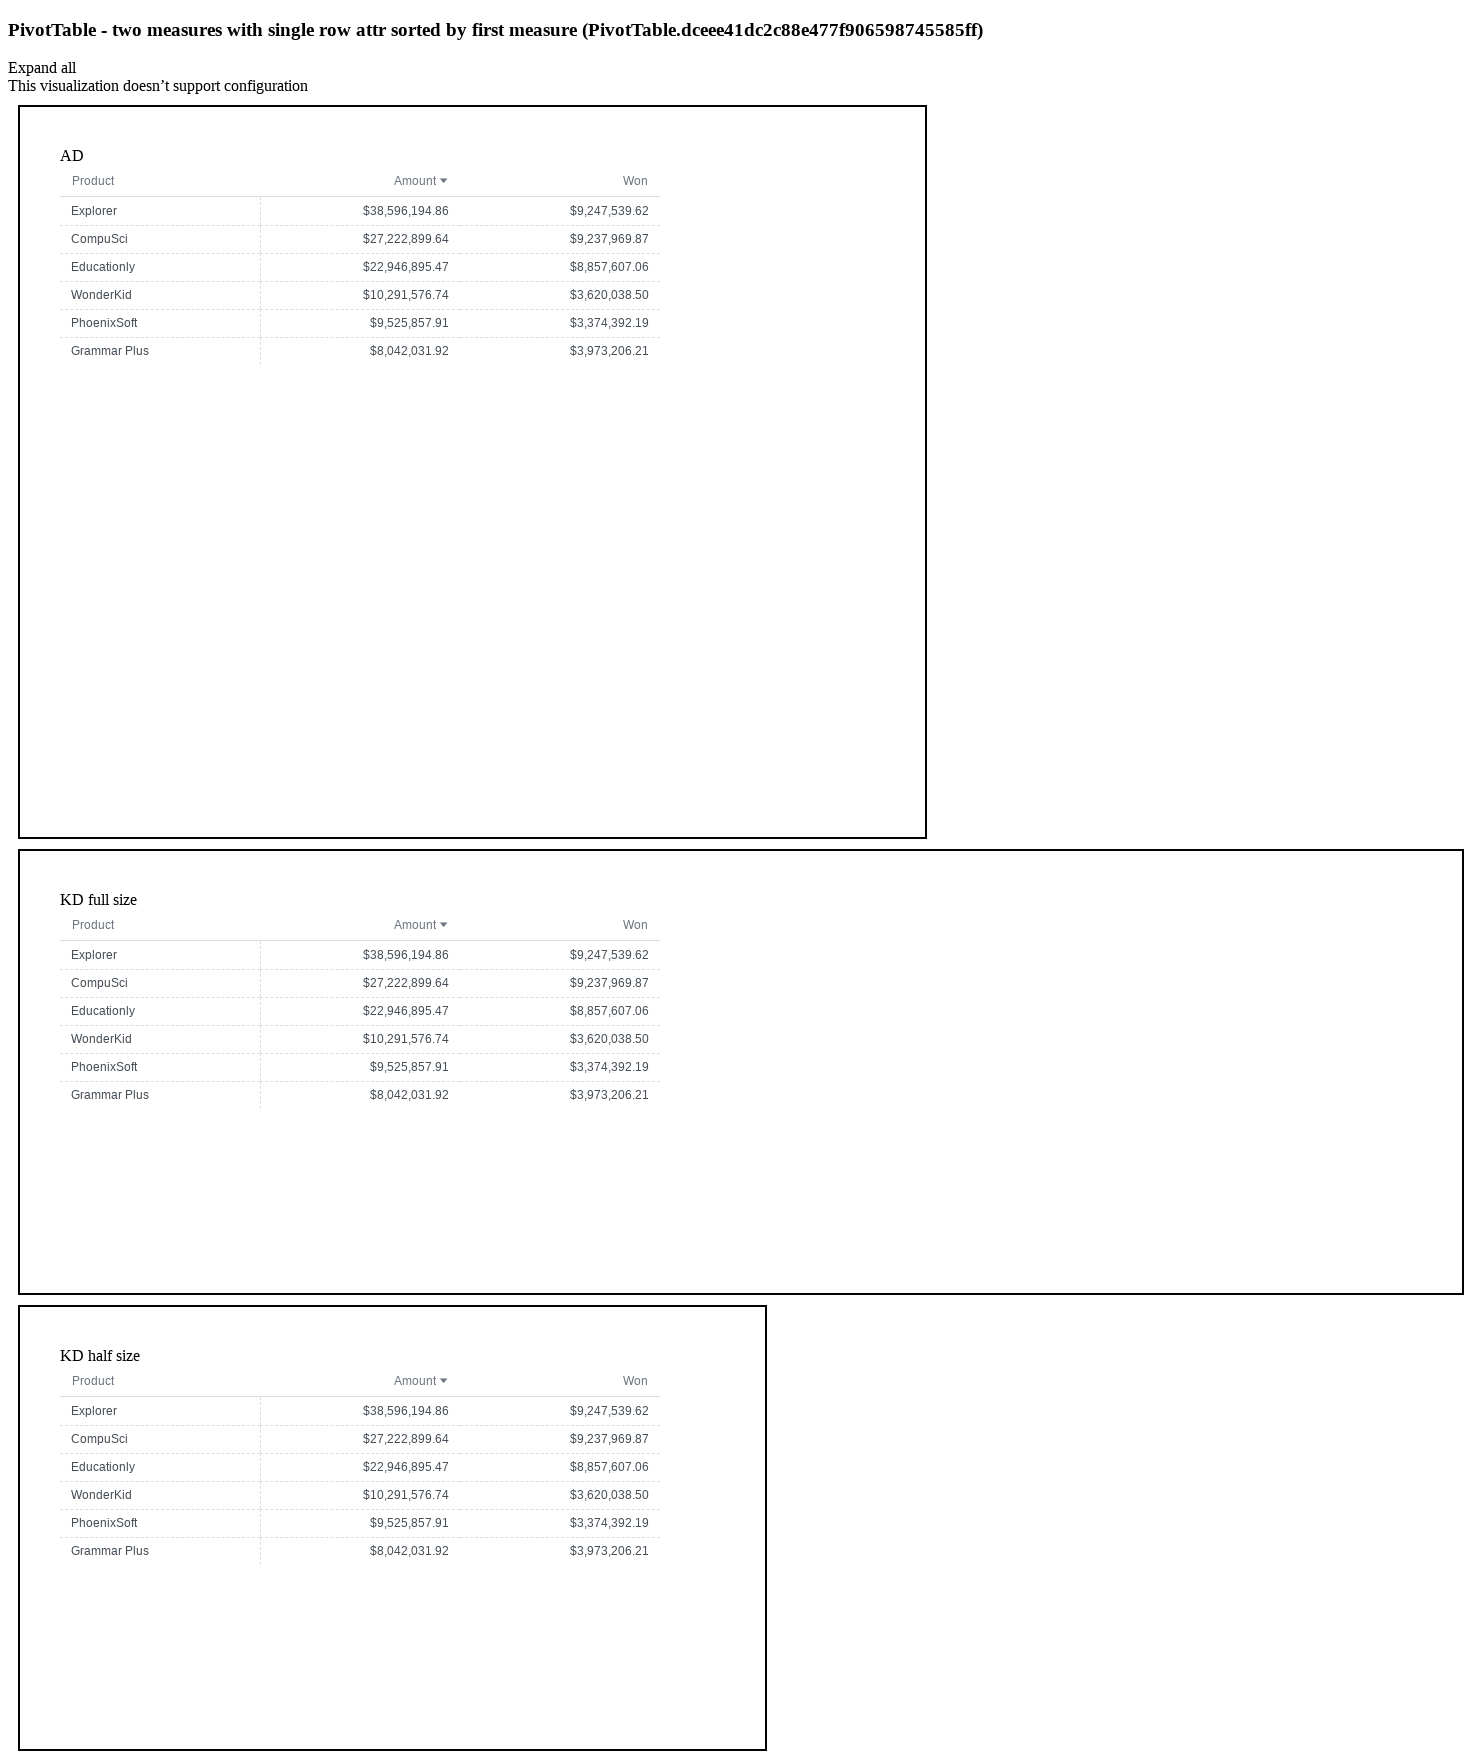 PivotTable - two measures with single row attr sorted by first measure (PivotTable.dceee41dc2c88e477f906598745585ff)
Expand all
This visualization doesn’t support configuration
AD
Product Amount Won
Explorer $38,596,194.86 $9,247,539.62
CompuSci $27,222,899.64 $9,237,969.87
Educationly $22,946,895.47 $8,857,607.06
WonderKid $10,291,576.74 $3,620,038.50
PhoenixSoft $9,525,857.91 $3,374,392.19
Grammar Plus $8,042,031.92 $3,973,206.21
KD full size
Product Amount Won
Explorer $38,596,194.86 $9,247,539.62
CompuSci $27,222,899.64 $9,237,969.87
Educationly $22,946,895.47 $8,857,607.06
WonderKid $10,291,576.74 $3,620,038.50
PhoenixSoft $9,525,857.91 $3,374,392.19
Grammar Plus $8,042,031.92 $3,973,206.21
KD half size
Product Amount Won
Explorer $38,596,194.86 $9,247,539.62
CompuSci $27,222,899.64 $9,237,969.87
Educationly $22,946,895.47 $8,857,607.06
WonderKid $10,291,576.74 $3,620,038.50
PhoenixSoft $9,525,857.91 $3,374,392.19
Grammar Plus $8,042,031.92 $3,973,206.21